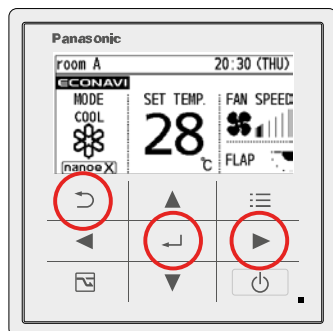 Panasonic
room A 20:30 (THU)
ECONAVI
MODE SET TEMP. FAN SPEED
COOL
28
°C
FLAP
nanoe X